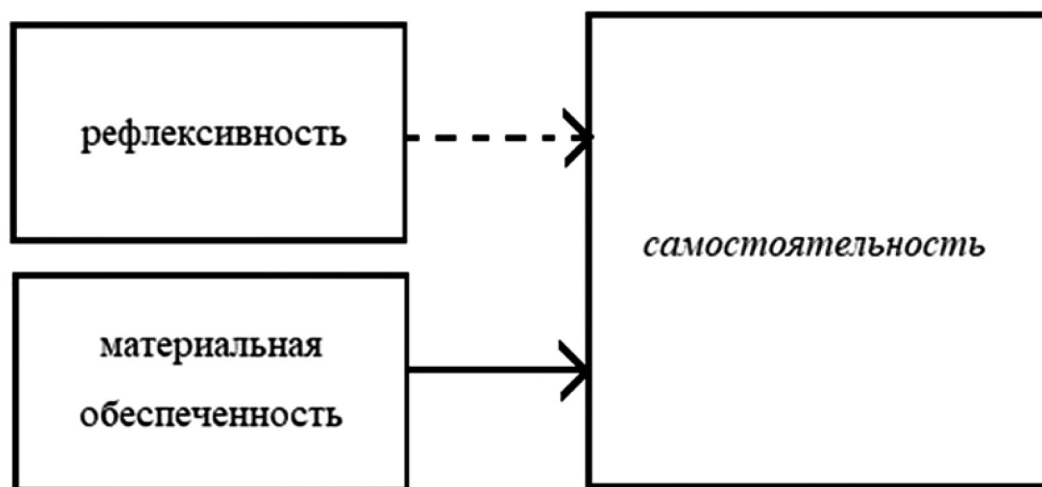 рефлексивность
самостоятельность
материальная
обеспеченность